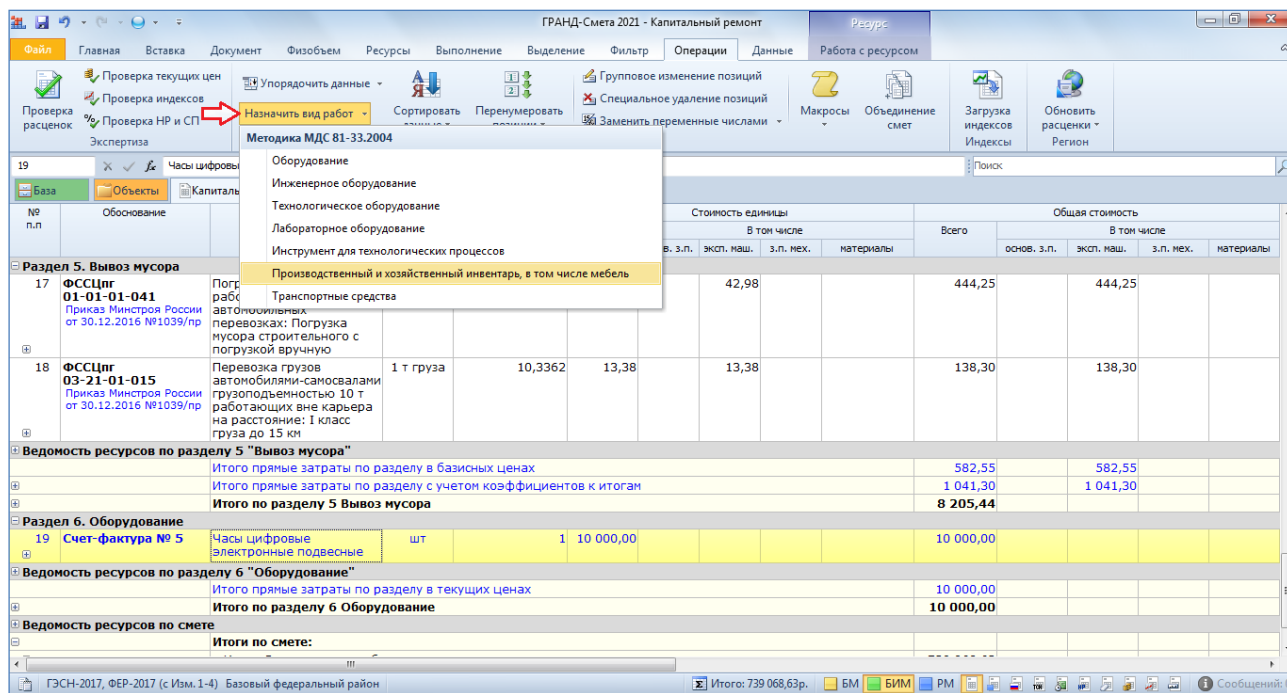 ГРАНД-Смета 2021 - Капитальный ремонт
Ресурс
Файл Главная Вставка Документ Физобъем Ресурсы Выполнение Выделение Фильтр Операции Данные Работа с ресурсом
Проверка расценок
Проверка текущих цен
Проверка индексов
Проверка НР и СП
Экспертиза
Упорядочить данные
Назначить вид работ
Сортировать
Перенумеровать
Групповое изменение позиций
Специальное удаление позиций
Заменить переменные числами
Макросы
Объединение смет
Загрузка индексов
Индексы
Обновить расценки
Регион
Методика МДС 81-33.2004
Оборудование
Инженерное оборудование
Технологическое оборудование
Лабораторное оборудование
Инструмент для технологических процессов
Производственный и хозяйственный инвентарь, в том числе мебель
Транспортные средства
19 fx Часы цифровы
Поиск
База Объекты Капиталь
№ п.п Обоснование Стоимость единицы Общая стоимость
В том числе Всего В том числе
з.п. эксп. маш. з.п. мех. материалы основ. з.п. эксп. маш. з.п. мех. материалы
Раздел 5. Вывоз мусора
17 ФССЦпг 42,98 444,25 444,25
01-01-01-041
Приказ Минстроя России автомобильных
от 30.12.2016 №1039/пр перевозках: Погрузка
мусора строительного с
погрузкой вручную
18 ФССЦпг Перевозка грузов 1 т груза 10,3362 13,38 13,38 138,30 138,30
03-21-01-015 автомобилями-самосвалами
Приказ Минстроя России грузоподъемностью 10 т
от 30.12.2016 №1039/пр работающих вне карьера
на расстояние: I класс
груза до 15 км
Ведомость ресурсов по разделу 5 "Вывоз мусора"
Итого прямые затраты по разделу в базисных ценах 582,55 582,55
Итого прямые затраты по разделу с учетом коэффициентов к итогам 1 041,30 1 041,30
Итого по разделу 5 Вывоз мусора 8 205,44
Раздел 6. Оборудование
19 Счет-фактура № 5 Часы цифровые шт 1 10 000,00 10 000,00
электронные подвесные
Ведомость ресурсов по разделу 6 "Оборудование"
Итого прямые затраты по разделу в текущих ценах 10 000,00
Итого по разделу 6 Оборудование 10 000,00
Ведомость ресурсов по смете
Итоги по смете:
ГЭСН-2017, ФЕР-2017 (с Изм. 1-4) Базовый федеральный район Итого: 739 068,63р. БМ БИМ РМ Сообщений: